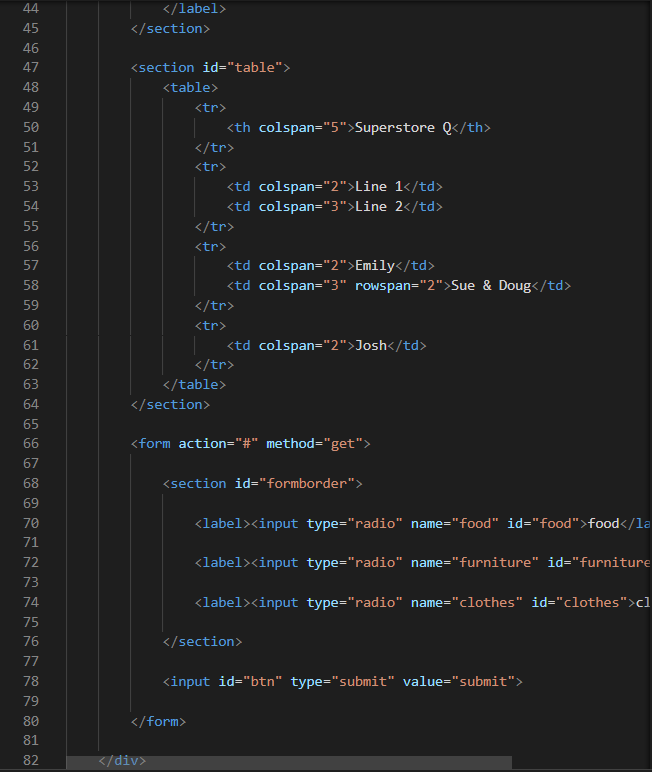 44 </label>
45 </section>
46
47 <section id="table">
48 <table>
49 <tr>
50 <th colspan="5">Superstore Q</th>
51 </tr>
52 <tr>
53 <td colspan="2">Line 1</td>
54 <td colspan="3">Line 2</td>
55 </tr>
56 <tr>
57 <td colspan="2">Emily</td>
58 <td colspan="3" rowspan="2">Sue & Doug</td>
59 </tr>
60 <tr>
61 <td colspan="2">Josh</td>
62 </tr>
63 </table>
64 </section>
65
66 <form action="#" method="get">
67
68 <section id="formborder">
69
70 <label><input type="radio" name="food" id="food">food</la
71
72 <label><input type="radio" name="furniture" id="furniture
73
74 <label><input type="radio" name="clothes" id="clothes">cl
75
76 </section>
77
78 <input id="btn" type="submit" value="submit">
79
80 </form>
81
82 </div>